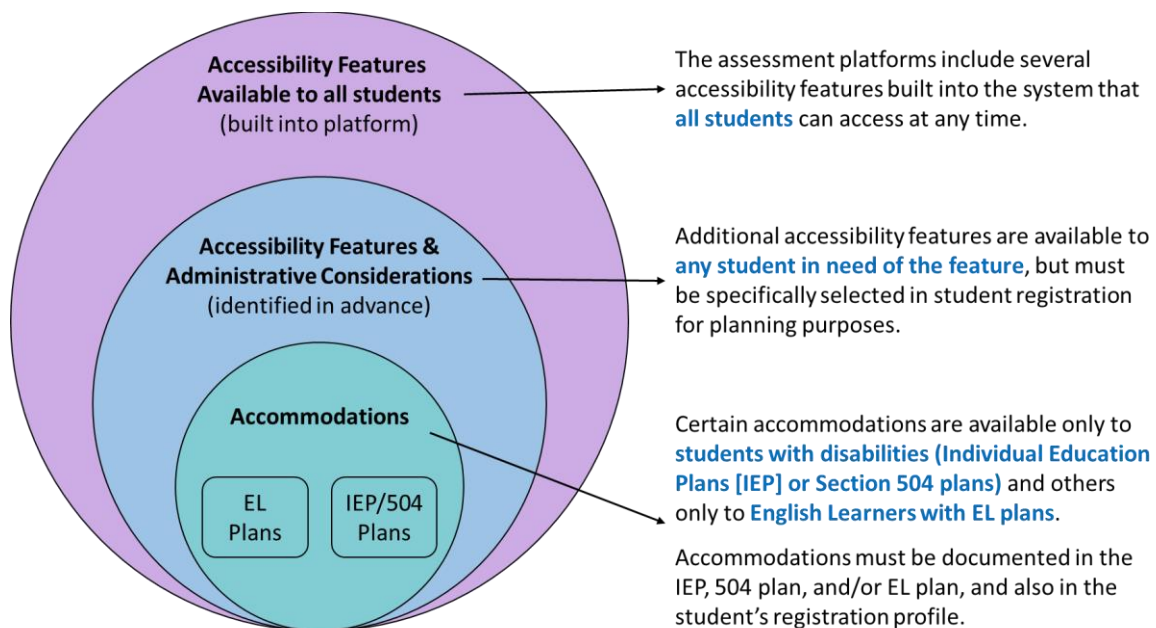 Accessibility Features
Available to all students
(built into platform)
The assessment platforms include several
accessibility features built into the system that
all students can access at any time.
Accessibility Features &
Administrative Considerations
(identified in advance)
Additional accessibility features are available to
any student in need of the feature, but must
be specifically selected in student registration
for planning purposes.
Accommodations
EL
Plans
IEP/504
Plans
Certain accommodations are available only to
students with disabilities (Individual Education
Plans [IEP] or Section 504 plans) and others
only to English Learners with EL plans.
Accommodations must be documented in the
IEP, 504 plan, and/or EL plan, and also in the
student’s registration profile.